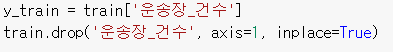 y_train = train['운송장_건수']
train.drop('운송장_건수', axis=1, inplace=True)